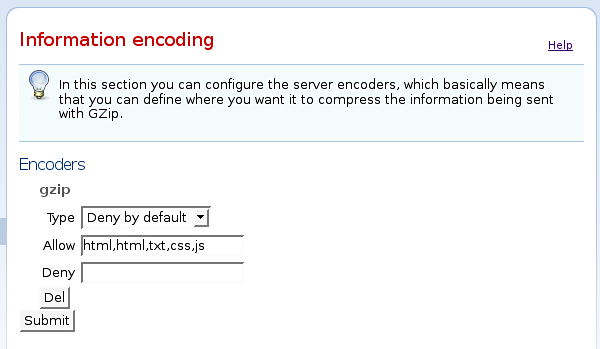 Information encoding
Help
In this section you can configure the server encoders, which basically means
that you can define where you want it to compress the information being sent
with GZip.
Encoders
gzip
Type Deny by default
Allow html,html,txt,css,js
Deny
Del
Submit